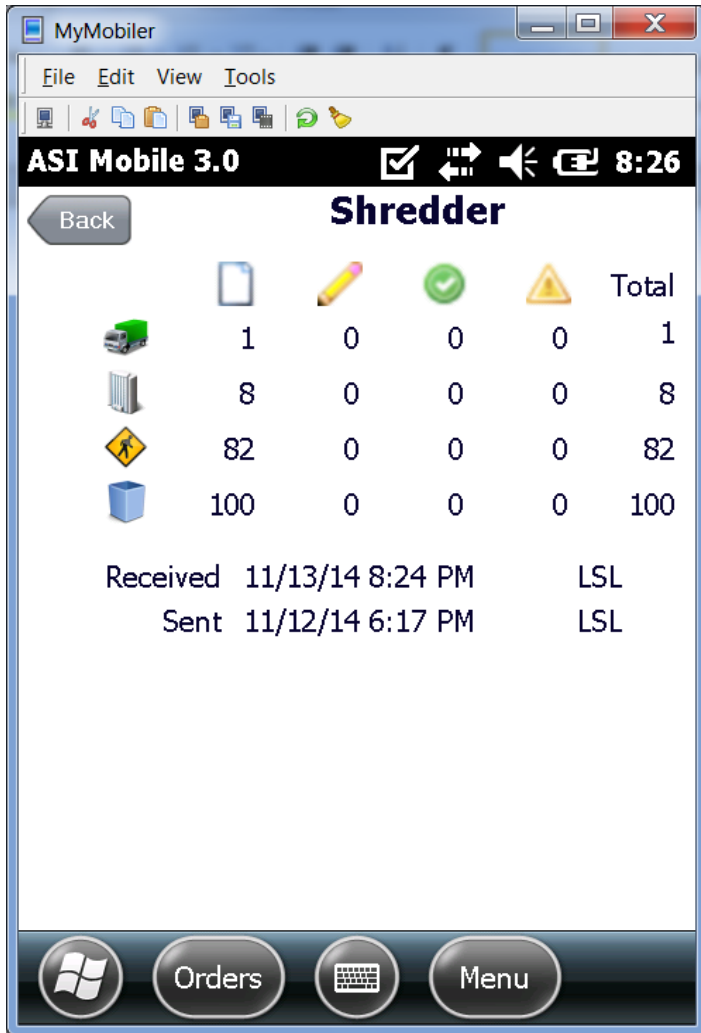 MyMobiler
File Edit View Tools
ASI Mobile 3.0 8:26
Back Shredder
Total
1 0 0 0 1
8 0 0 0 8
82 0 0 0 82
100 0 0 0 100
Received 11/13/14 8:24 PM LSL
Sent 11/12/14 6:17 PM LSL
Orders Menu